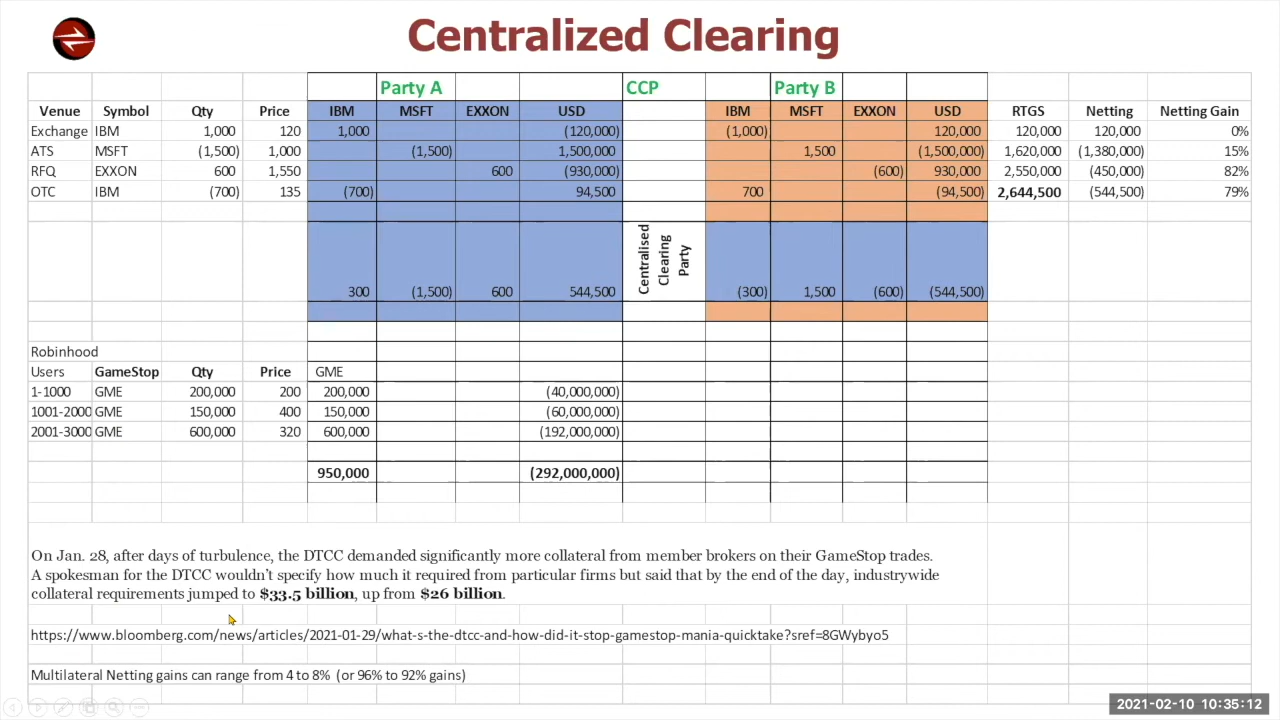 Centralized Clearing
Party A CCP Party B
Venue Symbol Qty Price IBM MSFT EXXON USD IBM MSFT EXXON USD RTGS Netting Netting Gain
Exchange IBM 1,000 120 1,000 (120,000) (1,000) 120,000 120,000 120,000 0%
ATS MSFT (1,500) 1,000 (1,500) 1,500,000 1,500 (1,500,000) 1,620,000 (1,380,000) 15%
RFQ EXXON 600 1,550 600 (930,000) (600) 930,000 2,550,000 (450,000) 82%
OTC IBM (700) 135 (700) 94,500 700 (94,500) 2,644,500 (544,500) 79%
Centralised
Clearing
Party
300 (1,500) 600 544,500 (300) 1,500 (600) (544,500)
Robinhood
Users GameStop Qty Price GME
1-1000 GME 200,000 200 200,000 (40,000,000)
1001-2000 GME 150,000 400 150,000 (60,000,000)
2001-3000 GME 600,000 320 600,000 (192,000,000)
950,000 (292,000,000)
On Jan. 28, after days of turbulence, the DTCC demanded significantly more collateral from member brokers on their GameStop trades.
A spokesman for the DTCC wouldn't specify how much it required from particular firms but said that by the end of the day, industrywide
collateral requirements jumped to $33.5 billion, up from $26 billion.
https://www.bloomberg.com/news/articles/2021-01-29/what-s-the-dtcc-and-how-did-it-stop-gamestop-mania-quicktake?sref=8GWybyo5
Multilateral Netting gains can range from 4 to 8% (or 96% to 92% gains)
2021-02-10 10:35:12